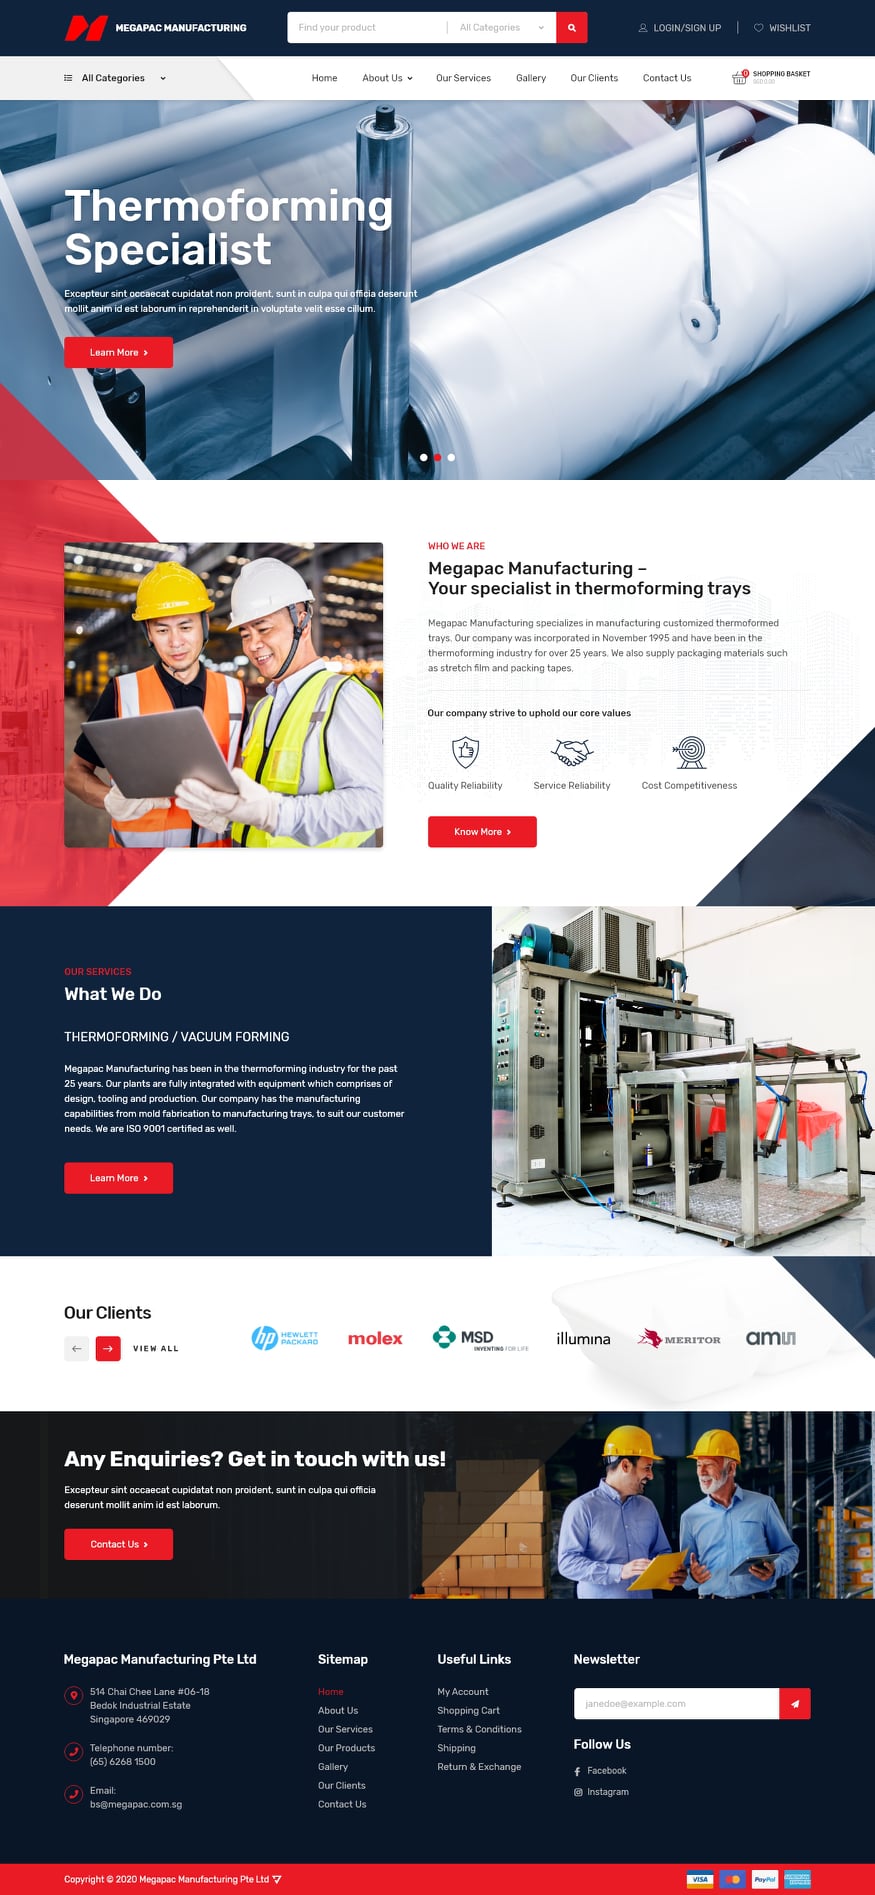 MEGAPAC MANUFACTURING
Find your product
All Categories
LOGIN/SIGN UP
WISHLIST
All Categories
Home
About Us
Our Services
Gallery
Our Clients
Contact Us
0
SHOPPING BASKET
Thermoforming
Specialist
Excepteur sint occaecat cupidatat non proident, sunt in culpa qui officia deserunt
mollit anim id est laborum in reprehenderit in voluptate velit esse cillum.
Learn More
WHO WE ARE
Megapac Manufacturing –
Your specialist in thermoforming trays
Megapac Manufacturing specializes in manufacturing customized thermoformed
trays. Our company was incorporated in November 1995 and have been in the
thermoforming industry for over 25 years. We also supply packaging materials such
as stretch film and packing tapes.
Our company strive to uphold our core values
Quality Reliability
Service Reliability
Cost Competitiveness
Know More
OUR SERVICES
What We Do
THERMOFORMING / VACUUM FORMING
Megapac Manufacturing has been in the thermoforming industry for the past
25 years. Our plants are fully integrated with equipment which comprises of
design, tooling and production. Our company has the manufacturing
capabilities from mold fabrication to manufacturing trays, to suit our customer
needs. We are ISO 9001 certified as well.
Learn More
Our Clients
VIEW ALL
hp HEWLETT
PACKARD
molex
MSD
INVENTING FOR LIFE
illumina
MERITOR
amsn
Any Enquiries? Get in touch with us!
Excepteur sint occaecat cupidatat non proident, sunt in culpa qui officia
deserunt mollit anim id est laborum.
Contact Us
Megapac Manufacturing Pte Ltd
514 Chai Chee Lane #06-18
Bedok Industrial Estate
Singapore 469029
Telephone number:
(65) 6268 1500
Email:
bs@megapac.com.sg
Sitemap
Home
About Us
Our Services
Our Products
Gallery
Our Clients
Contact Us
Useful Links
My Account
Shopping Cart
Terms & Conditions
Shipping
Return & Exchange
Newsletter
janedoe@example.com
Follow Us
Facebook
Instagram
Copyright © 2020 Megapac Manufacturing Pte Ltd
VISA
PayPal